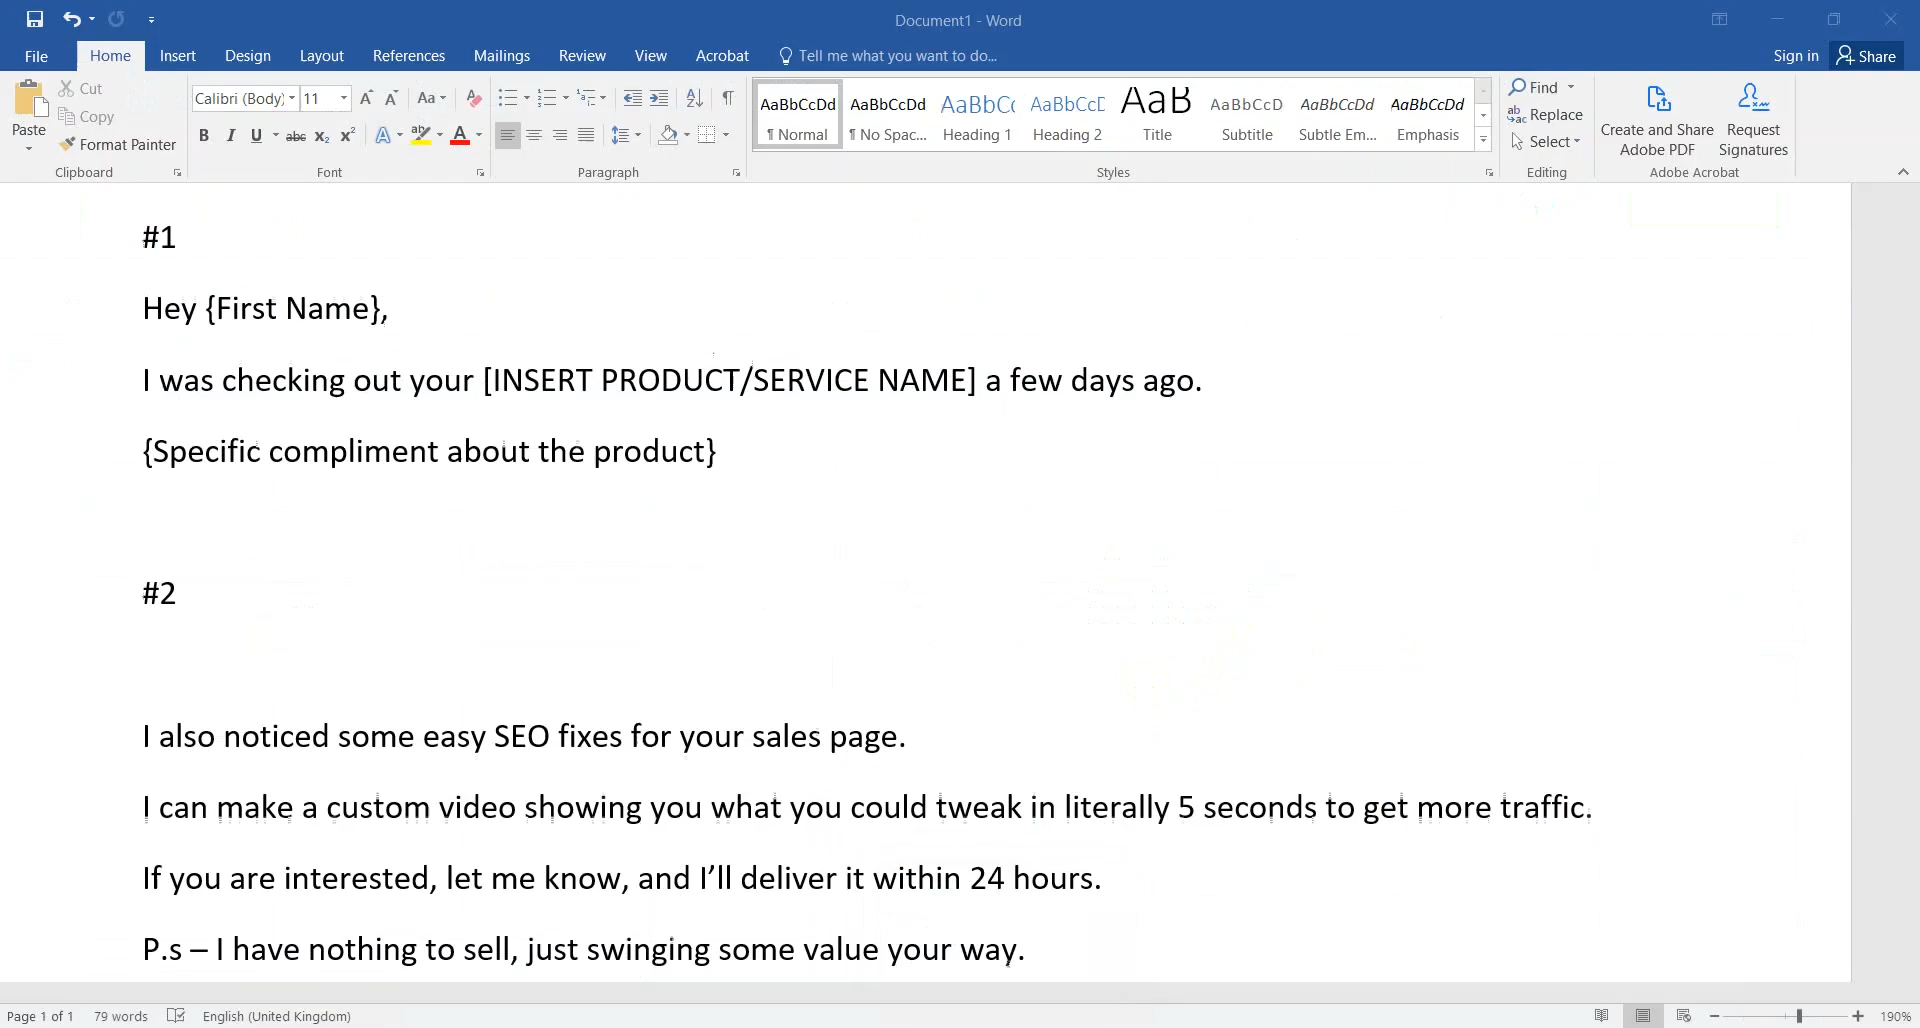 Document1 - Word
File Home Insert Design Layout References Mailings Review View Acrobat Tell me what you want to do... Sign in Share
Paste
Cut
Copy
Format Painter
Clipboard
Calibri (Body) 11 Aa
B I U abc X₂ X² A ab A
Font
Paragraph
AaBbCcDd AaBbCcDd AaBbCc AaBbCcD AaB AaBbCcD AaBbCcDd AaBbCcDd
¶ Normal ¶ No Spac... Heading 1 Heading 2 Title Subtitle Subtle Em... Emphasis
Styles
Find
Replace
Select
Editing
Create and Share Adobe PDF
Request Signatures
Adobe Acrobat
#1
Hey {First Name},
I was checking out your [INSERT PRODUCT/SERVICE NAME] a few days ago.
{Specific compliment about the product}
#2
I also noticed some easy SEO fixes for your sales page.
I can make a custom video showing you what you could tweak in literally 5 seconds to get more traffic.
If you are interested, let me know, and I’ll deliver it within 24 hours.
P.s – I have nothing to sell, just swinging some value your way.
Page 1 of 1 79 words English (United Kingdom) 190%